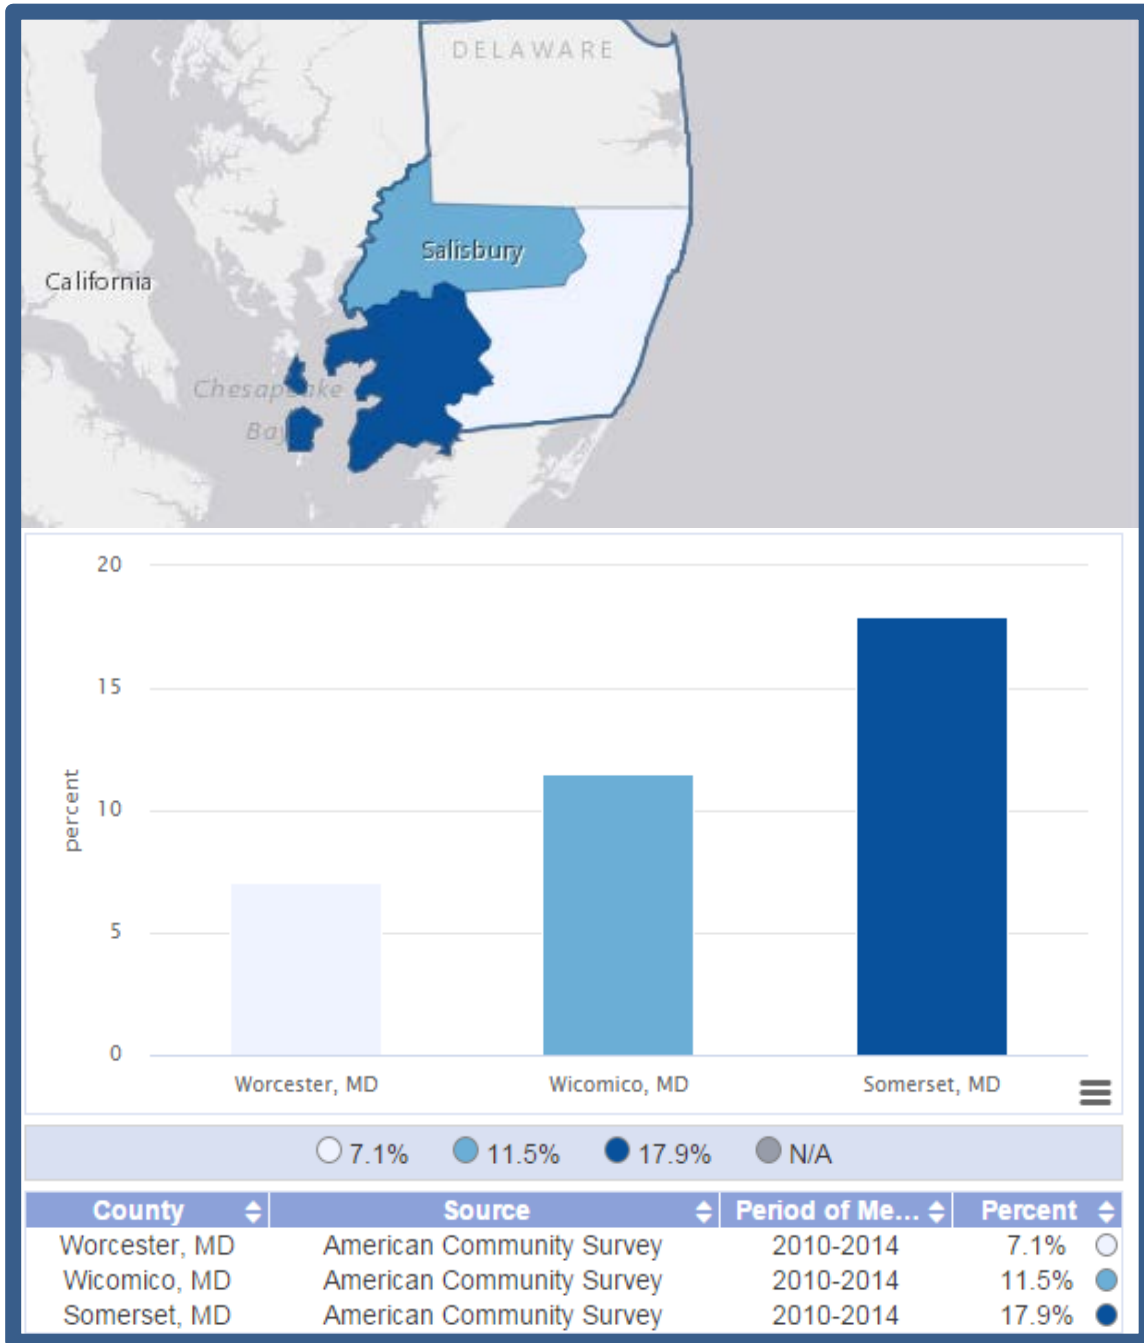 DELAWARE
Salisbury
California
Chesapeake
Bay
20
15
10
5
0
percent
Worcester, MD Wicomico, MD Somerset, MD
7.1% 11.5% 17.9% N/A
County Source Period of Me... Percent
Worcester, MD American Community Survey 2010-2014 7.1%
Wicomico, MD American Community Survey 2010-2014 11.5%
Somerset, MD American Community Survey 2010-2014 17.9%